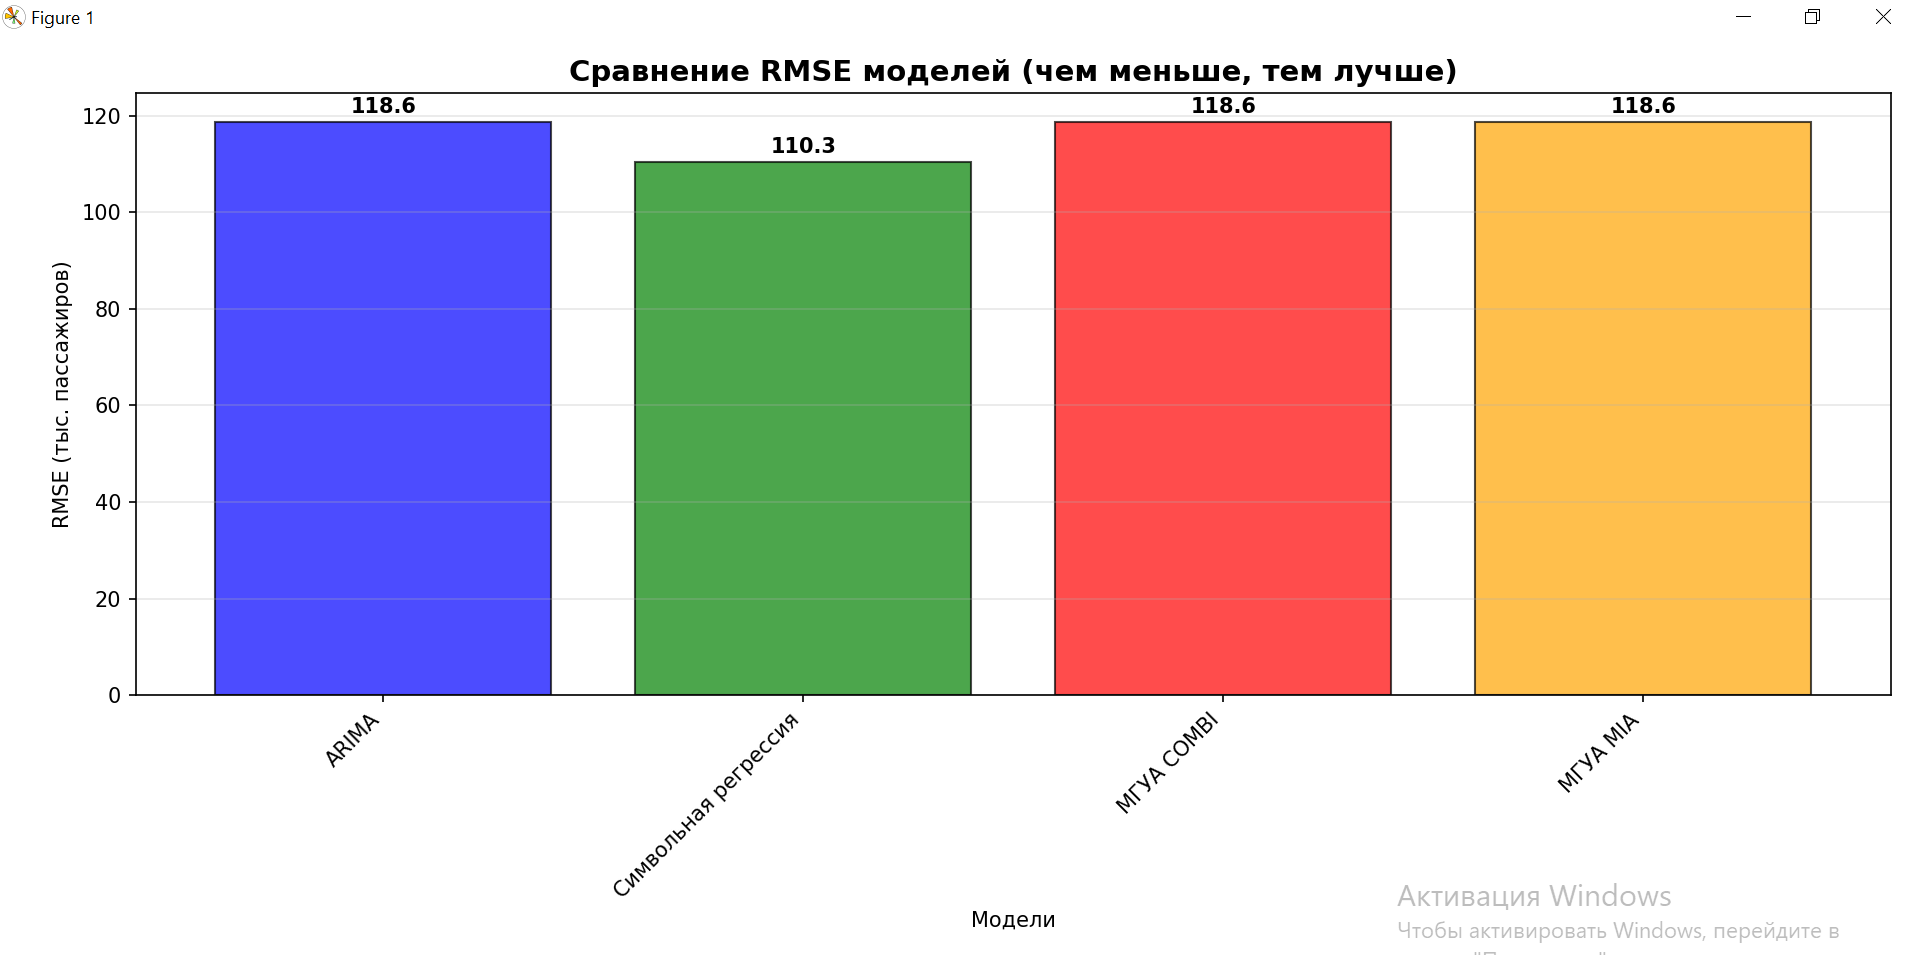 Figure 1
Сравнение RMSE моделей (чем меньше, тем лучше)
118.6
110.3
118.6
118.6
120
100
80
60
40
20
0
RMSE (тыс. пассажиров)
ARIMA
Символьная регрессия
МГУА COMBI
МГУА MIA
Модели
Активация Windows
Чтобы активировать Windows, перейдите в